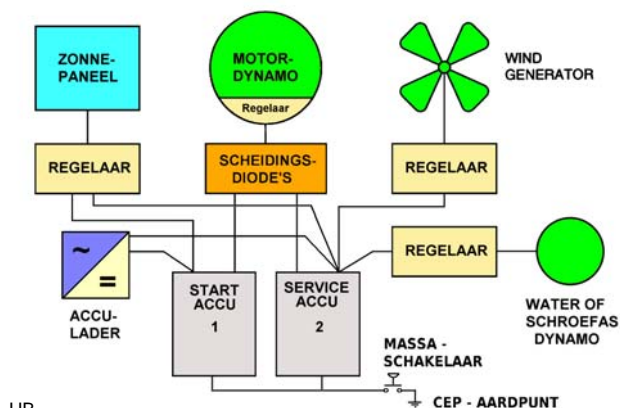 ZONNE-
PANEEL
MOTOR-
DYNAMO
Regelaar
WIND
GENERATOR
REGELAAR
SCHEIDINGS-
DIODE'S
REGELAAR
~
=
ACCU-
LADER
START
ACCU
1
SERVICE
ACCU
2
REGELAAR
WATER OF
SCHROEFAS
DYNAMO
MASSA -
SCHAKELAAR
CEP - AARDPUNT